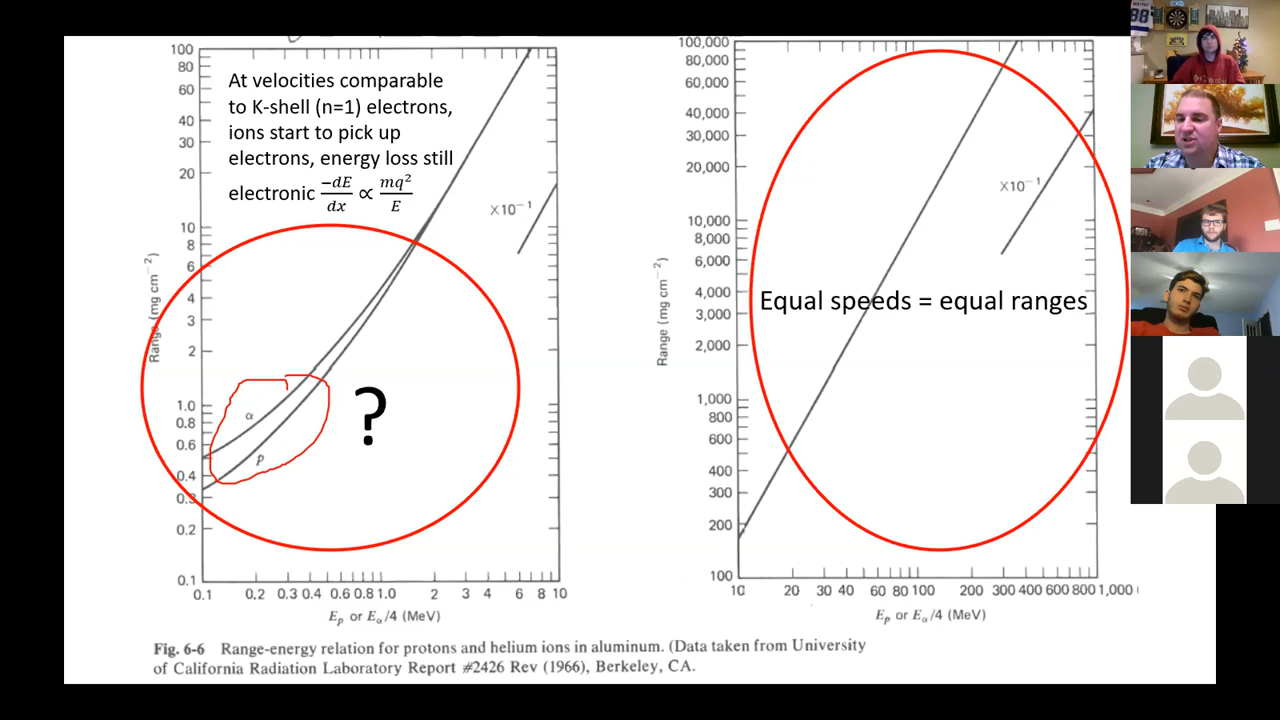 At velocities comparable
to K-shell (n=1) electrons,
ions start to pick up
electrons, energy loss still
electronic −dE/dx ∝ mq²/E
100
80
60
40
30
20
10
8
6
4
3
2
1.0
0.8
0.6
0.4
0.3
0.2
0.1
Range (mg cm⁻²)
×10⁻¹
α
p
?
0.1 0.2 0.3 0.4 0.6 0.8 1.0 2 3 4 6 8 10
Eₚ or Eα/4 (MeV)
100,000
80,000
60,000
40,000
30,000
20,000
10,000
8,000
6,000
4,000
3,000
2,000
1,000
800
600
400
300
200
100
Range (mg cm⁻²)
×10⁻¹
Equal speeds = equal ranges
10 20 30 40 60 80 100 200 300 400 600 800 1,000
Eₚ or Eα/4 (MeV)
Fig. 6-6 Range-energy relation for protons and helium ions in aluminum. (Data taken from University
of California Radiation Laboratory Report #2426 Rev (1966), Berkeley, CA.
88